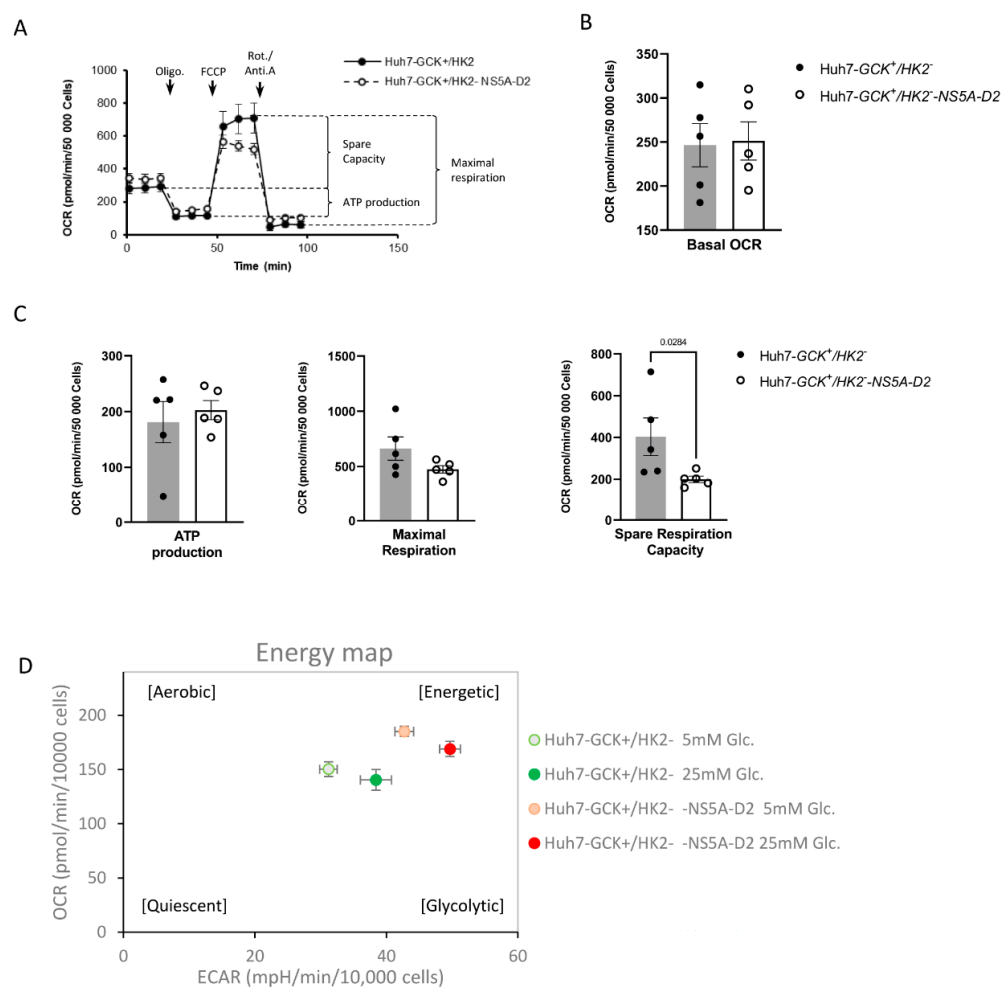 A
Oligo.
FCCP
Rot./
Anti.A
Huh7-GCK+/HK2
Huh7-GCK+/HK2- NS5A-D2
OCR (pmol/min/50 000 Cells)
1000
800
600
400
200
0
0
50
100
150
Time (min)
Spare
Capacity
ATP production
Maximal
respiration
B
OCR (pmol/min/50 000 Cells)
350
300
250
200
150
Basal OCR
Huh7-GCK⁺/HK2⁻
Huh7-GCK⁺/HK2⁻-NS5A-D2
C
OCR (pmol/min/50 000 Cells)
300
200
100
0
ATP
production
OCR (pmol/min/50 000 Cells)
1500
1000
500
0
Maximal
Respiration
OCR (pmol/min/50 000 Cells)
800
600
400
200
0
0.0284
Spare Respiration
Capacity
Huh7-GCK⁺/HK2⁻
Huh7-GCK⁺/HK2⁻-NS5A-D2
D
Energy map
[Aerobic]
[Energetic]
[Quiescent]
[Glycolytic]
OCR (pmol/min/10000 cells)
200
150
100
50
0
0
20
40
60
ECAR (mpH/min/10,000 cells)
Huh7-GCK+/HK2- 5mM Glc.
Huh7-GCK+/HK2- 25mM Glc.
Huh7-GCK+/HK2- -NS5A-D2 5mM Glc.
Huh7-GCK+/HK2- -NS5A-D2 25mM Glc.